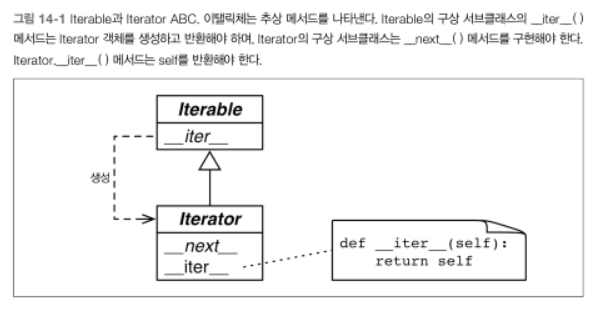 그림 14-1 Iterable과 Iterator ABC. 이탤릭체는 추상 메서드를 나타낸다. Iterable의 구상 서브클래스의 __iter__( )
메서드는 Iterator 객체를 생성하고 반환해야 하며, Iterator의 구상 서브클래스는 __next__( ) 메서드를 구현해야 한다.
Iterator.__iter__( ) 메서드는 self를 반환해야 한다.
Iterable
__iter__
생성
Iterator
__next__
__iter__
def __iter__(self):
return self